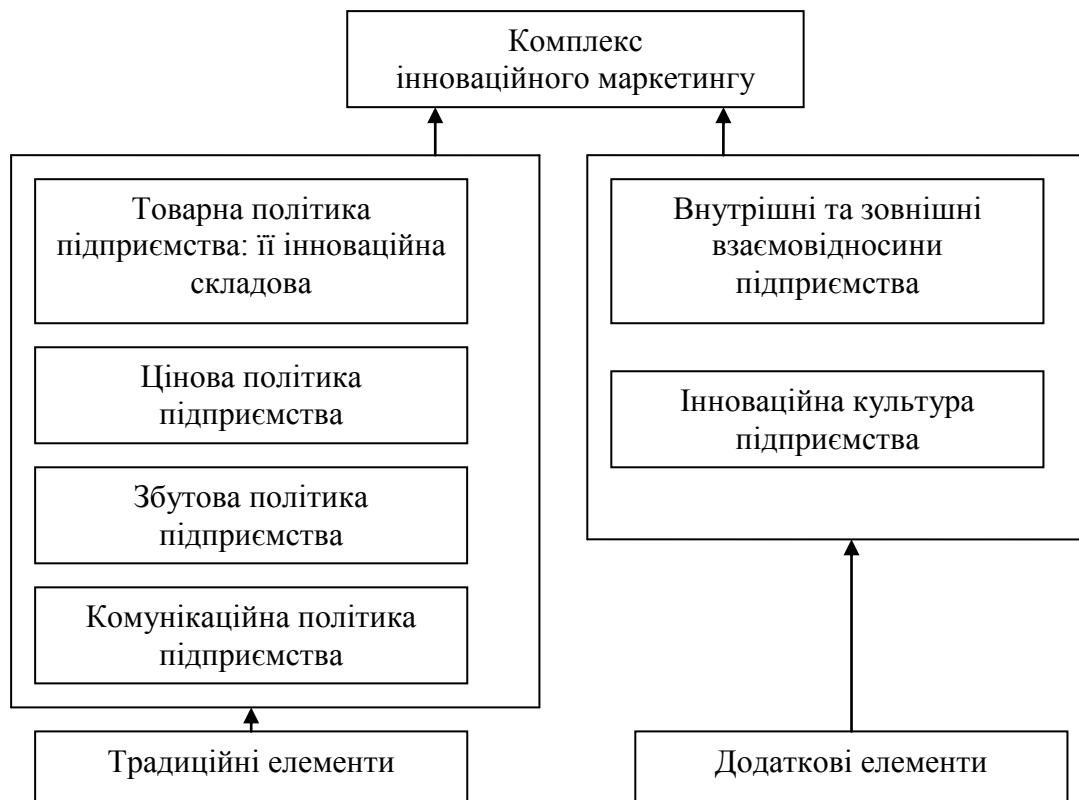 Комплекс
інноваційного маркетингу
Товарна політика
підприємства: її інноваційна
складова
Цінова політика
підприємства
Збутова політика
підприємства
Комунікаційна політика
підприємства
Традиційні елементи
Внутрішні та зовнішні
взаємовідносини
підприємства
Інноваційна культура
підприємства
Додаткові елементи